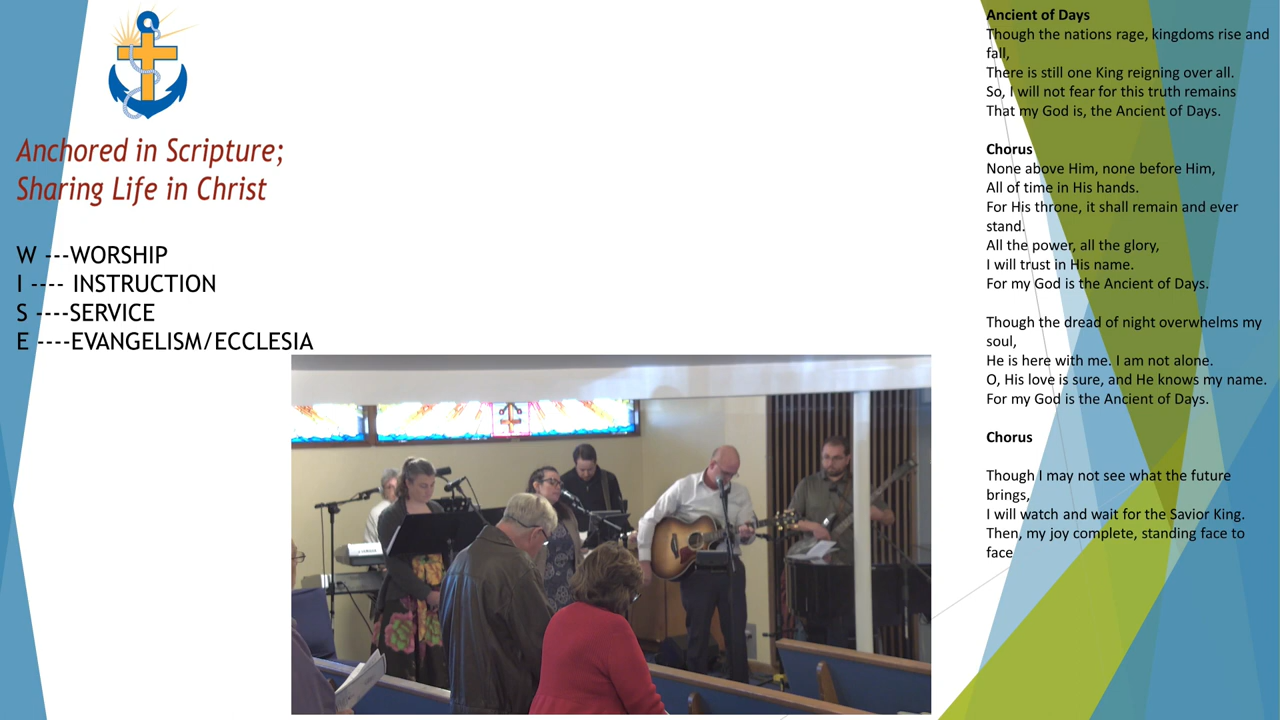 Anchored in Scripture;
Sharing Life in Christ
W ---WORSHIP
I ---- INSTRUCTION
S ----SERVICE
E ----EVANGELISM/ECCLESIA
Ancient of Days
Though the nations rage, kingdoms rise and
fall,
There is still one King reigning over all.
So, I will not fear for this truth remains
That my God is, the Ancient of Days.
Chorus
None above Him, none before Him,
All of time in His hands.
For His throne, it shall remain and ever
stand.
All the power, all the glory,
I will trust in His name.
For my God is the Ancient of Days.
Though the dread of night overwhelms my
soul,
He is here with me. I am not alone.
O, His love is sure, and He knows my name.
For my God is the Ancient of Days.
Chorus
Though I may not see what the future
brings,
I will watch and wait for the Savior King.
Then, my joy complete, standing face to
face